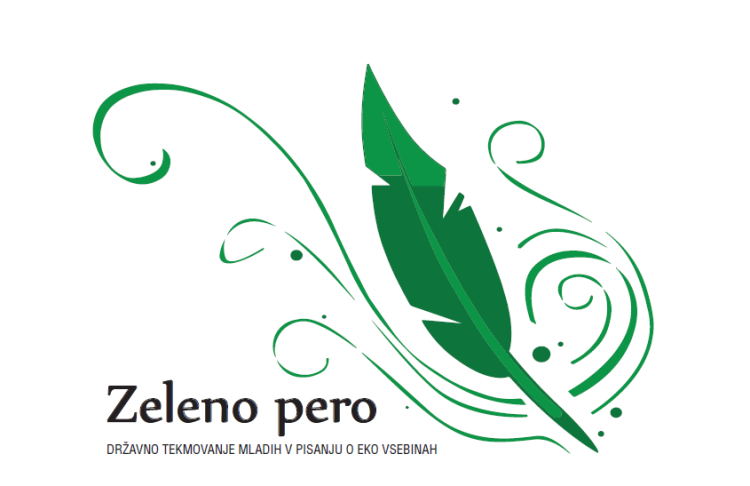 Zeleno pero
DRŽAVNO TEKMOVANJE MLADIH V PISANJU O EKO VSEBINAH